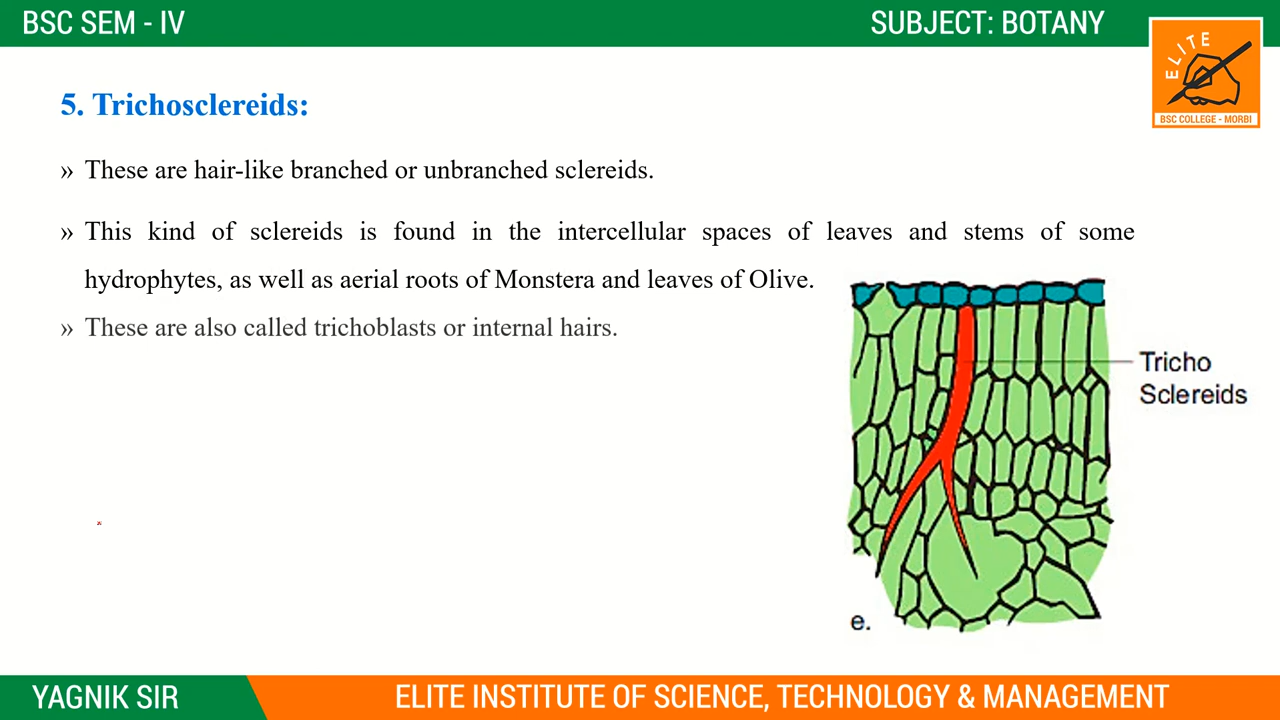 BSC SEM - IV
SUBJECT: BOTANY
ELITE
BSC COLLEGE - MORBI
5. Trichosclereids:
» These are hair-like branched or unbranched sclereids.
» This kind of sclereids is found in the intercellular spaces of leaves and stems of some
hydrophytes, as well as aerial roots of Monstera and leaves of Olive.
» These are also called trichoblasts or internal hairs.
Tricho
Sclereids
e.
YAGNIK SIR
ELITE INSTITUTE OF SCIENCE, TECHNOLOGY & MANAGEMENT